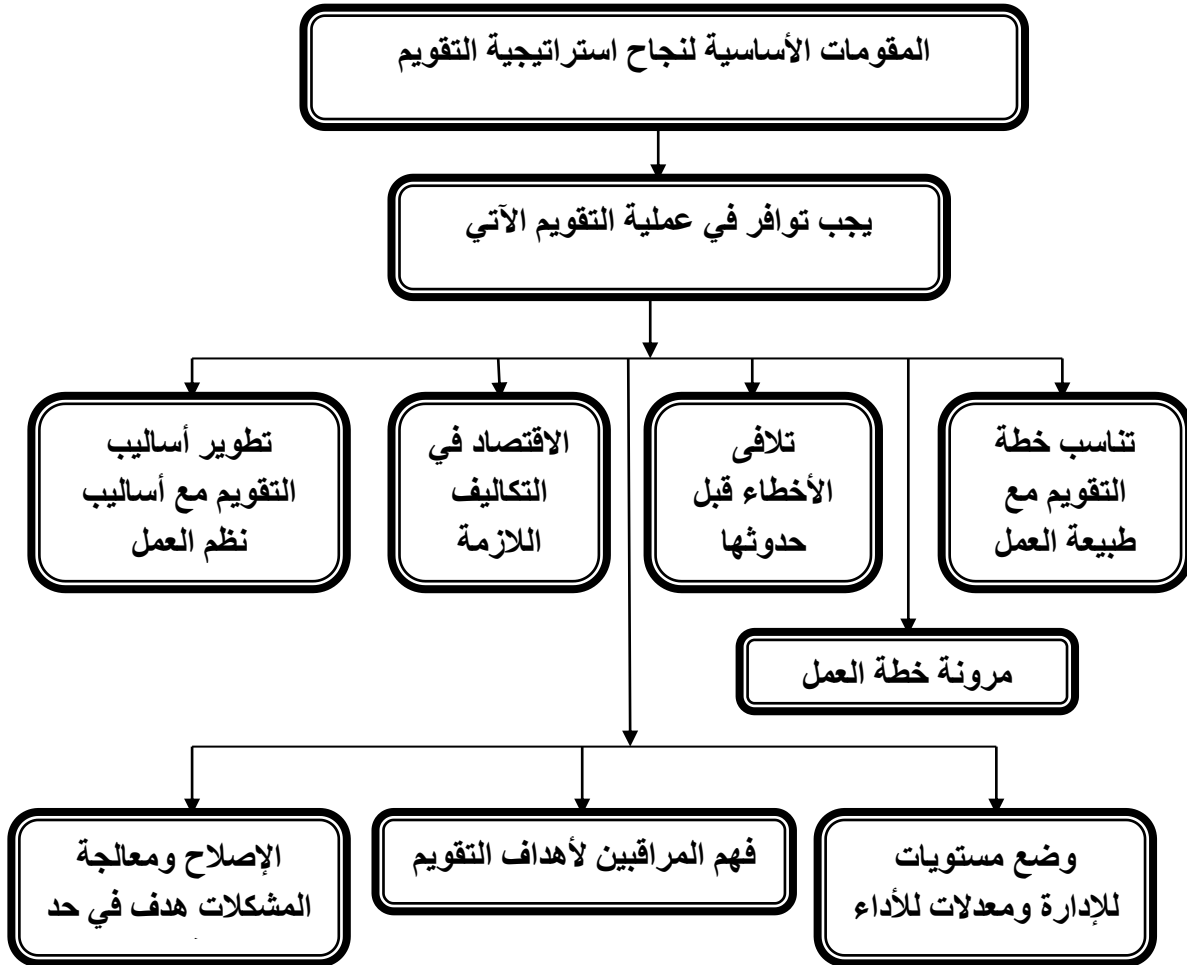 المقومات الأساسية لنجاح استراتيجية التقويم
يجب توافر في عملية التقويم الآتي
تناسب خطة
التقويم مع
طبيعة العمل
تلافى
الأخطاء قبل
حدوثها
الاقتصاد في
التكاليف
اللازمة
تطوير أساليب
التقويم مع أساليب
نظم العمل
مرونة خطة العمل
وضع مستويات
للإدارة ومعدلات للأداء
فهم المراقبين لأهداف التقويم
الإصلاح ومعالجة
المشكلات هدف في حد